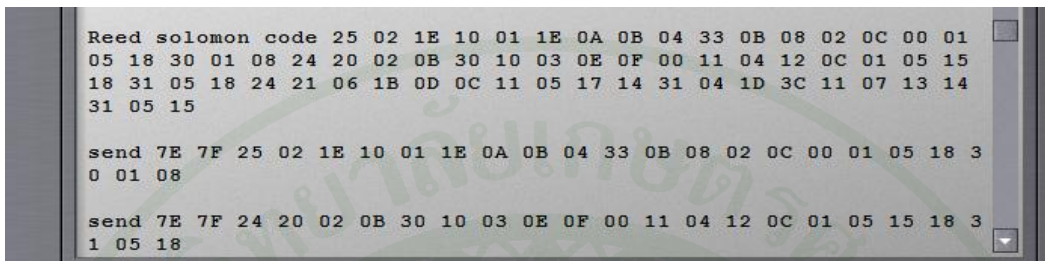 Reed solomon code 25 02 1E 10 01 1E 0A 0B 04 33 0B 08 02 0C 00 01
05 18 30 01 08 24 20 02 0B 30 10 03 0E 0F 00 11 04 12 0C 01 05 15
18 31 05 18 24 21 06 1B 0D 0C 11 05 17 14 31 04 1D 3C 11 07 13 14
31 05 15
send 7E 7F 25 02 1E 10 01 1E 0A 0B 04 33 0B 08 02 0C 00 01 05 18 3
0 01 08
send 7E 7F 24 20 02 0B 30 10 03 0E 0F 00 11 04 12 0C 01 05 15 18 3
1 05 18